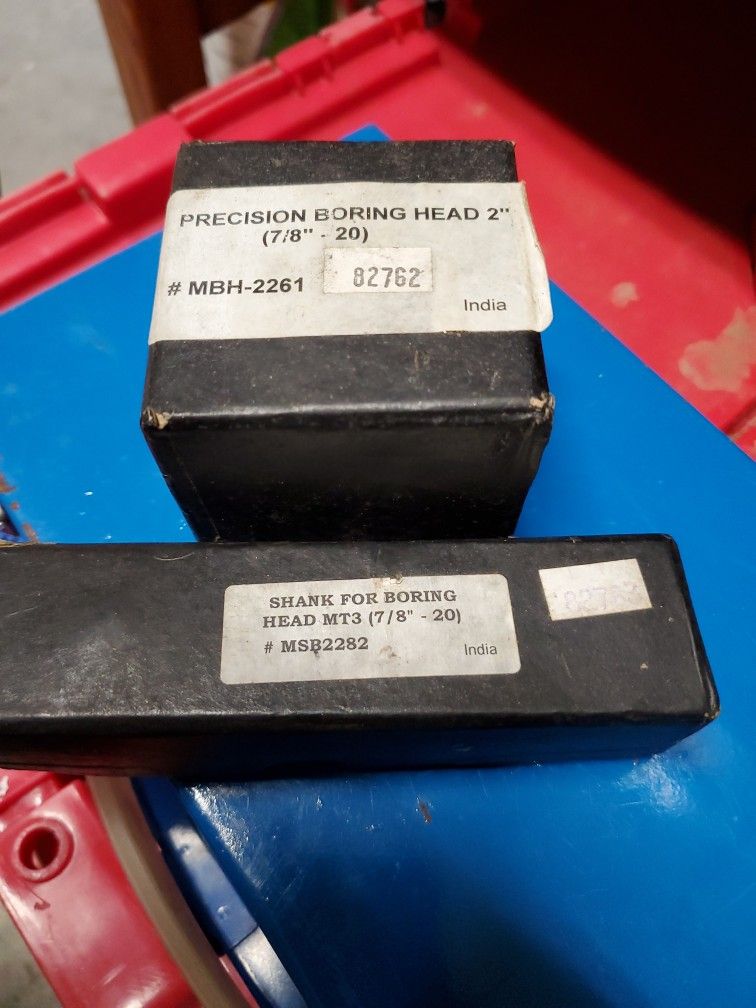 PRECISION BORING HEAD 2"
(7/8" - 20)
# MBH-2261 82762
India
SHANK FOR BORING
HEAD MT3 (7/8" - 20)
# MSB2282
India